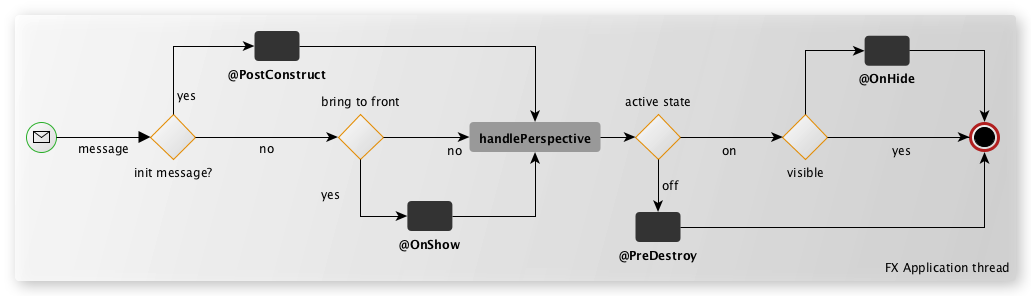 @PostConstruct
@OnHide
yes
bring to front
active state
message
no
no
handlePerspective
on
yes
init message?
visible
yes
off
@OnShow
@PreDestroy
FX Application thread